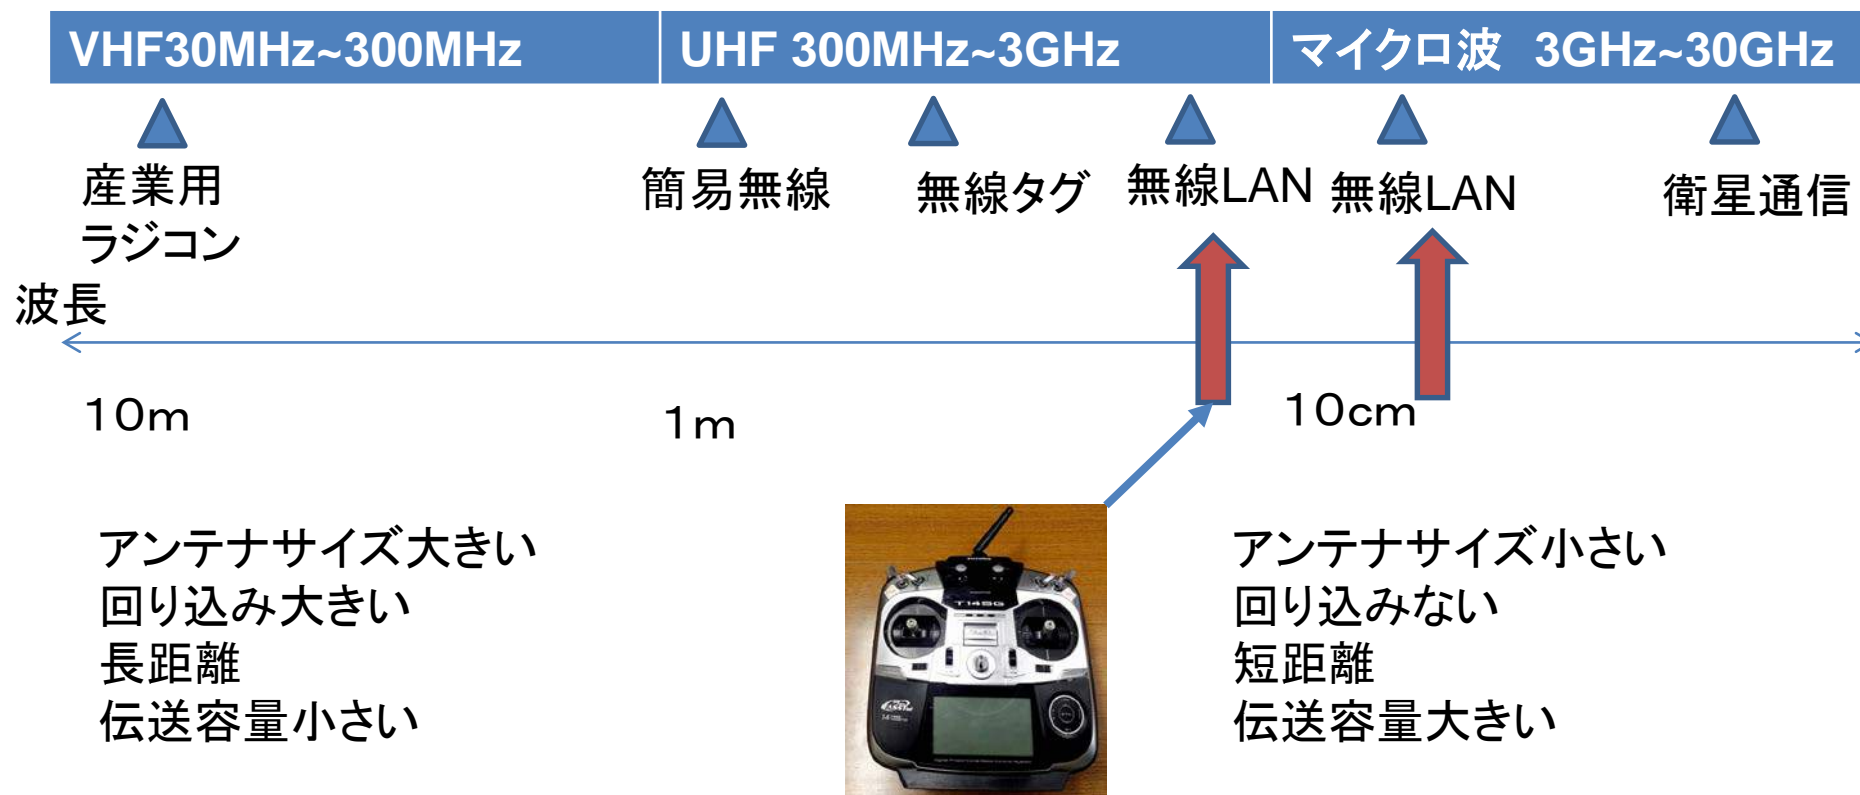 VHF30MHz~300MHz
UHF 300MHz~3GHz
マイクロ波 3GHz~30GHz
産業用
ラジコン
簡易無線
無線タグ
無線LAN
無線LAN
衛星通信
波長
10m
1m
10cm
アンテナサイズ大きい
回り込み大きい
長距離
伝送容量小さい
T14SG
アンテナサイズ小さい
回り込みない
短距離
伝送容量大きい